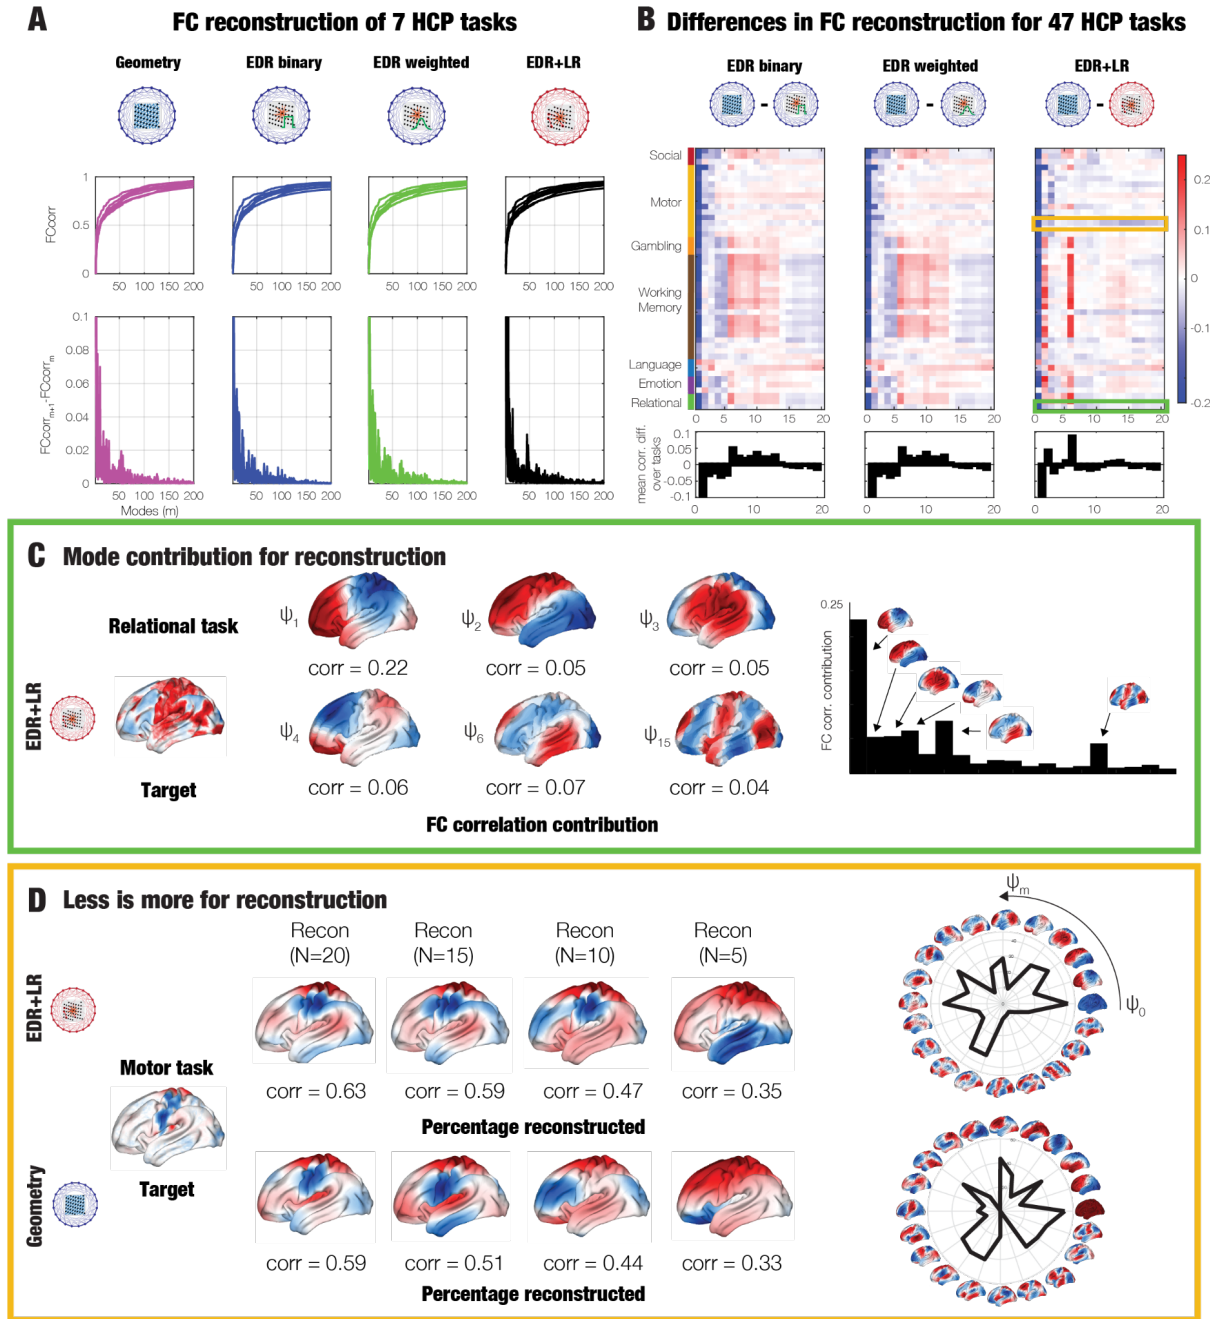 A FC reconstruction of 7 HCP tasks
Geometry EDR binary EDR weighted EDR+LR
FCcorr
1
0.5
0
50 100 150 200 50 100 150 200 50 100 150 200 50 100 150 200
FCcorr m+1 - FCcorr m
0.1
0.08
0.06
0.04
0.02
0
50 100 150 200 50 100 150 200 50 100 150 200 50 100 150 200
Modes (m)
B Differences in FC reconstruction for 47 HCP tasks
EDR binary EDR weighted EDR+LR
- - -
Social
Motor
Gambling
Working
Memory
Language
Emotion
Relational
0 5 10 15 20 0 5 10 15 20 0 5 10 15 20
0.2
0.1
0
-0.1
-0.2
mean corr. diff.
over tasks
0.1
0.05
0
-0.05
-0.1
0 10 20 0 10 20 0 10 20
C Mode contribution for reconstruction
EDR+LR
Relational task
Target
ψ1 ψ2 ψ3
corr = 0.22 corr = 0.05 corr = 0.05
ψ4 ψ6 ψ15
corr = 0.06 corr = 0.07 corr = 0.04
FC correlation contribution
FC corr. contribution
0.25
D Less is more for reconstruction
Recon Recon Recon Recon
(N=20) (N=15) (N=10) (N=5)
EDR+LR
corr = 0.63 corr = 0.59 corr = 0.47 corr = 0.35
Percentage reconstructed
Motor task
Target
Geometry
corr = 0.59 corr = 0.51 corr = 0.44 corr = 0.33
Percentage reconstructed
ψm
ψ0